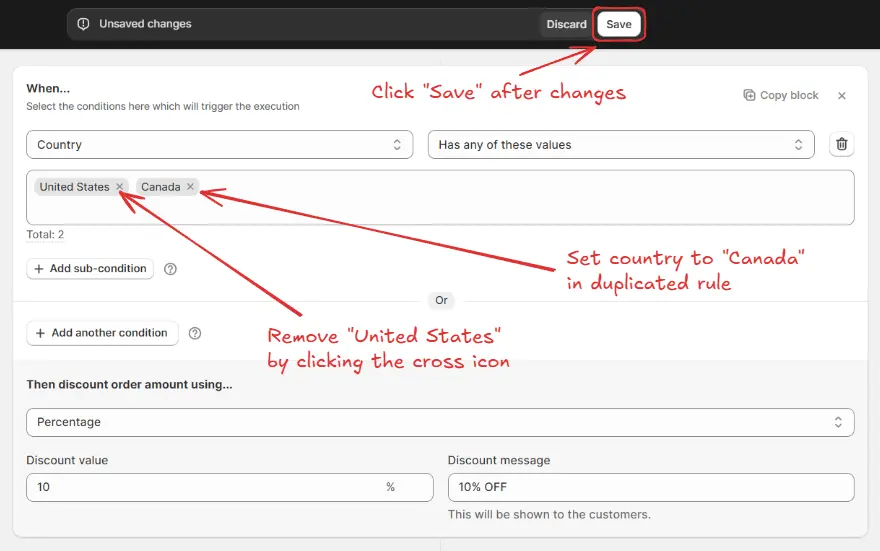 Unsaved changes
Discard
Save
Click "Save" after changes
When...
Select the conditions here which will trigger the execution
Copy block
Country
Has any of these values
United States
Canada
Total: 2
Set country to "Canada"
in duplicated rule
+ Add sub-condition
Or
Remove "United States"
by clicking the cross icon
+ Add another condition
Then discount order amount using...
Percentage
Discount value
Discount message
10
%
10% OFF
This will be shown to the customers.